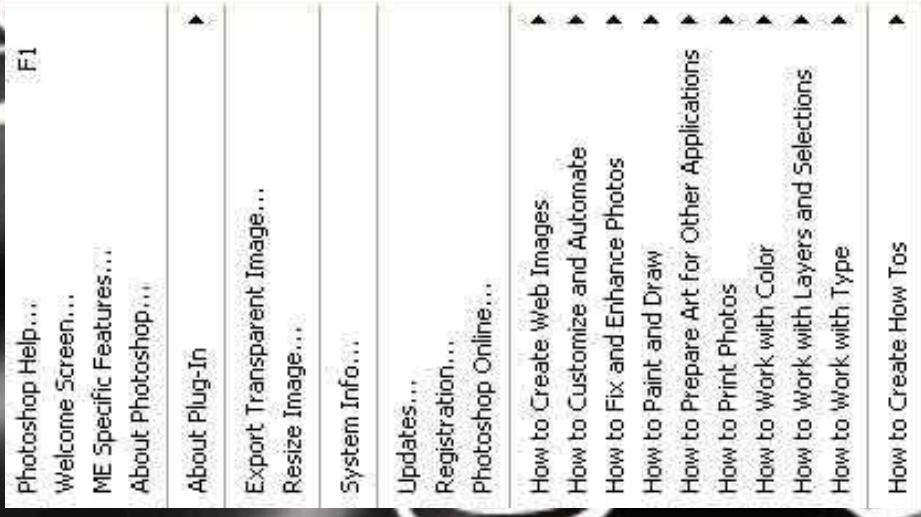 Photoshop Help... F1
Welcome Screen...
ME Specific Features...
About Photoshop...
About Plug-In
Export Transparent Image...
Resize Image...
System Info...
Updates...
Registration...
Photoshop Online...
How to Create Web Images
How to Customize and Automate
How to Fix and Enhance Photos
How to Paint and Draw
How to Prepare Art for Other Applications
How to Print Photos
How to Work with Color
How to Work with Layers and Selections
How to Work with Type
How to Create How Tos